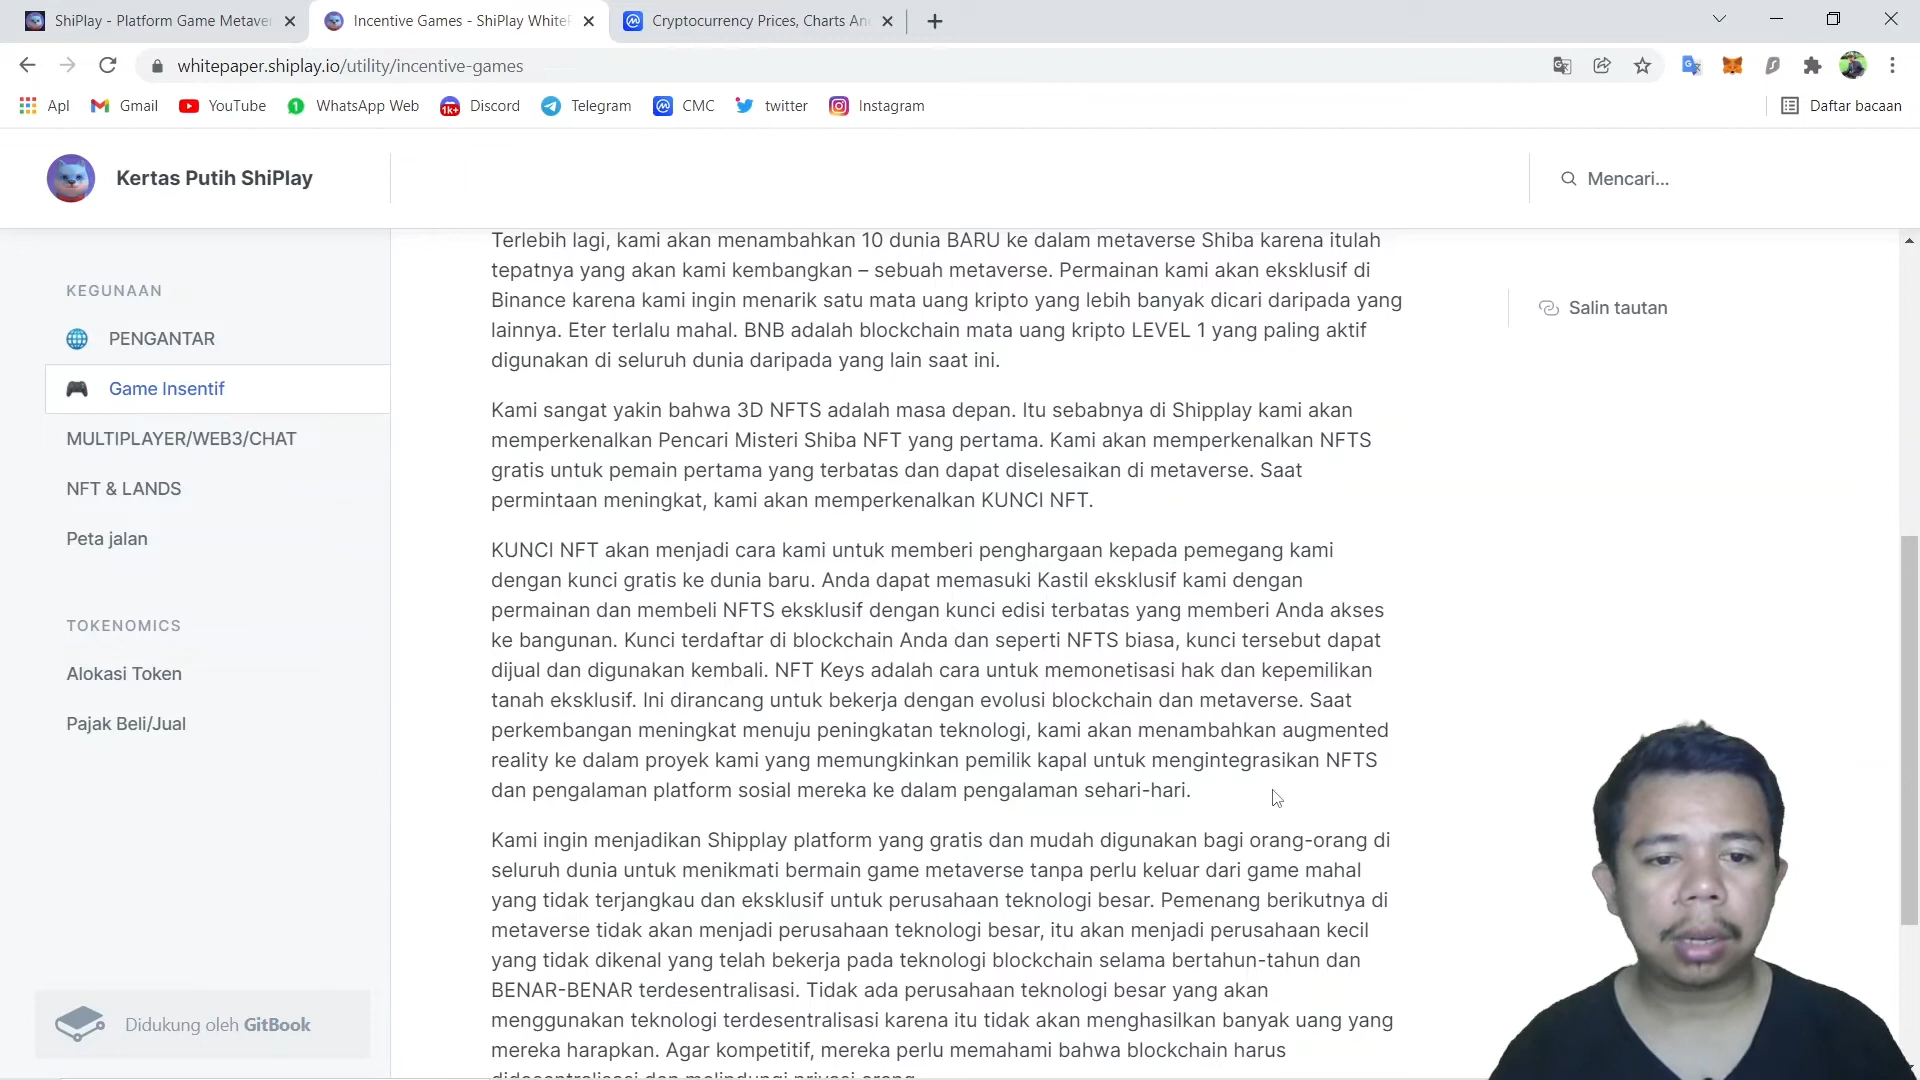 ShiPlay - Platform Game Metaver
Incentive Games - ShiPlay WhiteP
Cryptocurrency Prices, Charts An
whitepaper.shiplay.io/utility/incentive-games
Apl
Gmail
YouTube
1
WhatsApp Web
1K+
Discord
Telegram
CMC
twitter
Instagram
Daftar bacaan
Kertas Putih ShiPlay
Mencari...
KEGUNAAN
PENGANTAR
Game Insentif
MULTIPLAYER/WEB3/CHAT
NFT & LANDS
Peta jalan
TOKENOMICS
Alokasi Token
Pajak Beli/Jual
Didukung oleh GitBook
Terlebih lagi, kami akan menambahkan 10 dunia BARU ke dalam metaverse Shiba karena itulah
tepatnya yang akan kami kembangkan – sebuah metaverse. Permainan kami akan eksklusif di
Binance karena kami ingin menarik satu mata uang kripto yang lebih banyak dicari daripada yang
lainnya. Eter terlalu mahal. BNB adalah blockchain mata uang kripto LEVEL 1 yang paling aktif
digunakan di seluruh dunia daripada yang lain saat ini.
Kami sangat yakin bahwa 3D NFTS adalah masa depan. Itu sebabnya di Shipplay kami akan
memperkenalkan Pencari Misteri Shiba NFT yang pertama. Kami akan memperkenalkan NFTS
gratis untuk pemain pertama yang terbatas dan dapat diselesaikan di metaverse. Saat
permintaan meningkat, kami akan memperkenalkan KUNCI NFT.
KUNCI NFT akan menjadi cara kami untuk memberi penghargaan kepada pemegang kami
dengan kunci gratis ke dunia baru. Anda dapat memasuki Kastil eksklusif kami dengan
permainan dan membeli NFTS eksklusif dengan kunci edisi terbatas yang memberi Anda akses
ke bangunan. Kunci terdaftar di blockchain Anda dan seperti NFTS biasa, kunci tersebut dapat
dijual dan digunakan kembali. NFT Keys adalah cara untuk memonetisasi hak dan kepemilikan
tanah eksklusif. Ini dirancang untuk bekerja dengan evolusi blockchain dan metaverse. Saat
perkembangan meningkat menuju peningkatan teknologi, kami akan menambahkan augmented
reality ke dalam proyek kami yang memungkinkan pemilik kapal untuk mengintegrasikan NFTS
dan pengalaman platform sosial mereka ke dalam pengalaman sehari-hari.
Kami ingin menjadikan Shipplay platform yang gratis dan mudah digunakan bagi orang-orang di
seluruh dunia untuk menikmati bermain game metaverse tanpa perlu keluar dari game mahal
yang tidak terjangkau dan eksklusif untuk perusahaan teknologi besar. Pemenang berikutnya di
metaverse tidak akan menjadi perusahaan teknologi besar, itu akan menjadi perusahaan kecil
yang tidak dikenal yang telah bekerja pada teknologi blockchain selama bertahun-tahun dan
BENAR-BENAR terdesentralisasi. Tidak ada perusahaan teknologi besar yang akan
menggunakan teknologi terdesentralisasi karena itu tidak akan menghasilkan banyak uang yang
mereka harapkan. Agar kompetitif, mereka perlu memahami bahwa blockchain harus
didesentralisasi dan melindungi privasi orang.
Salin tautan